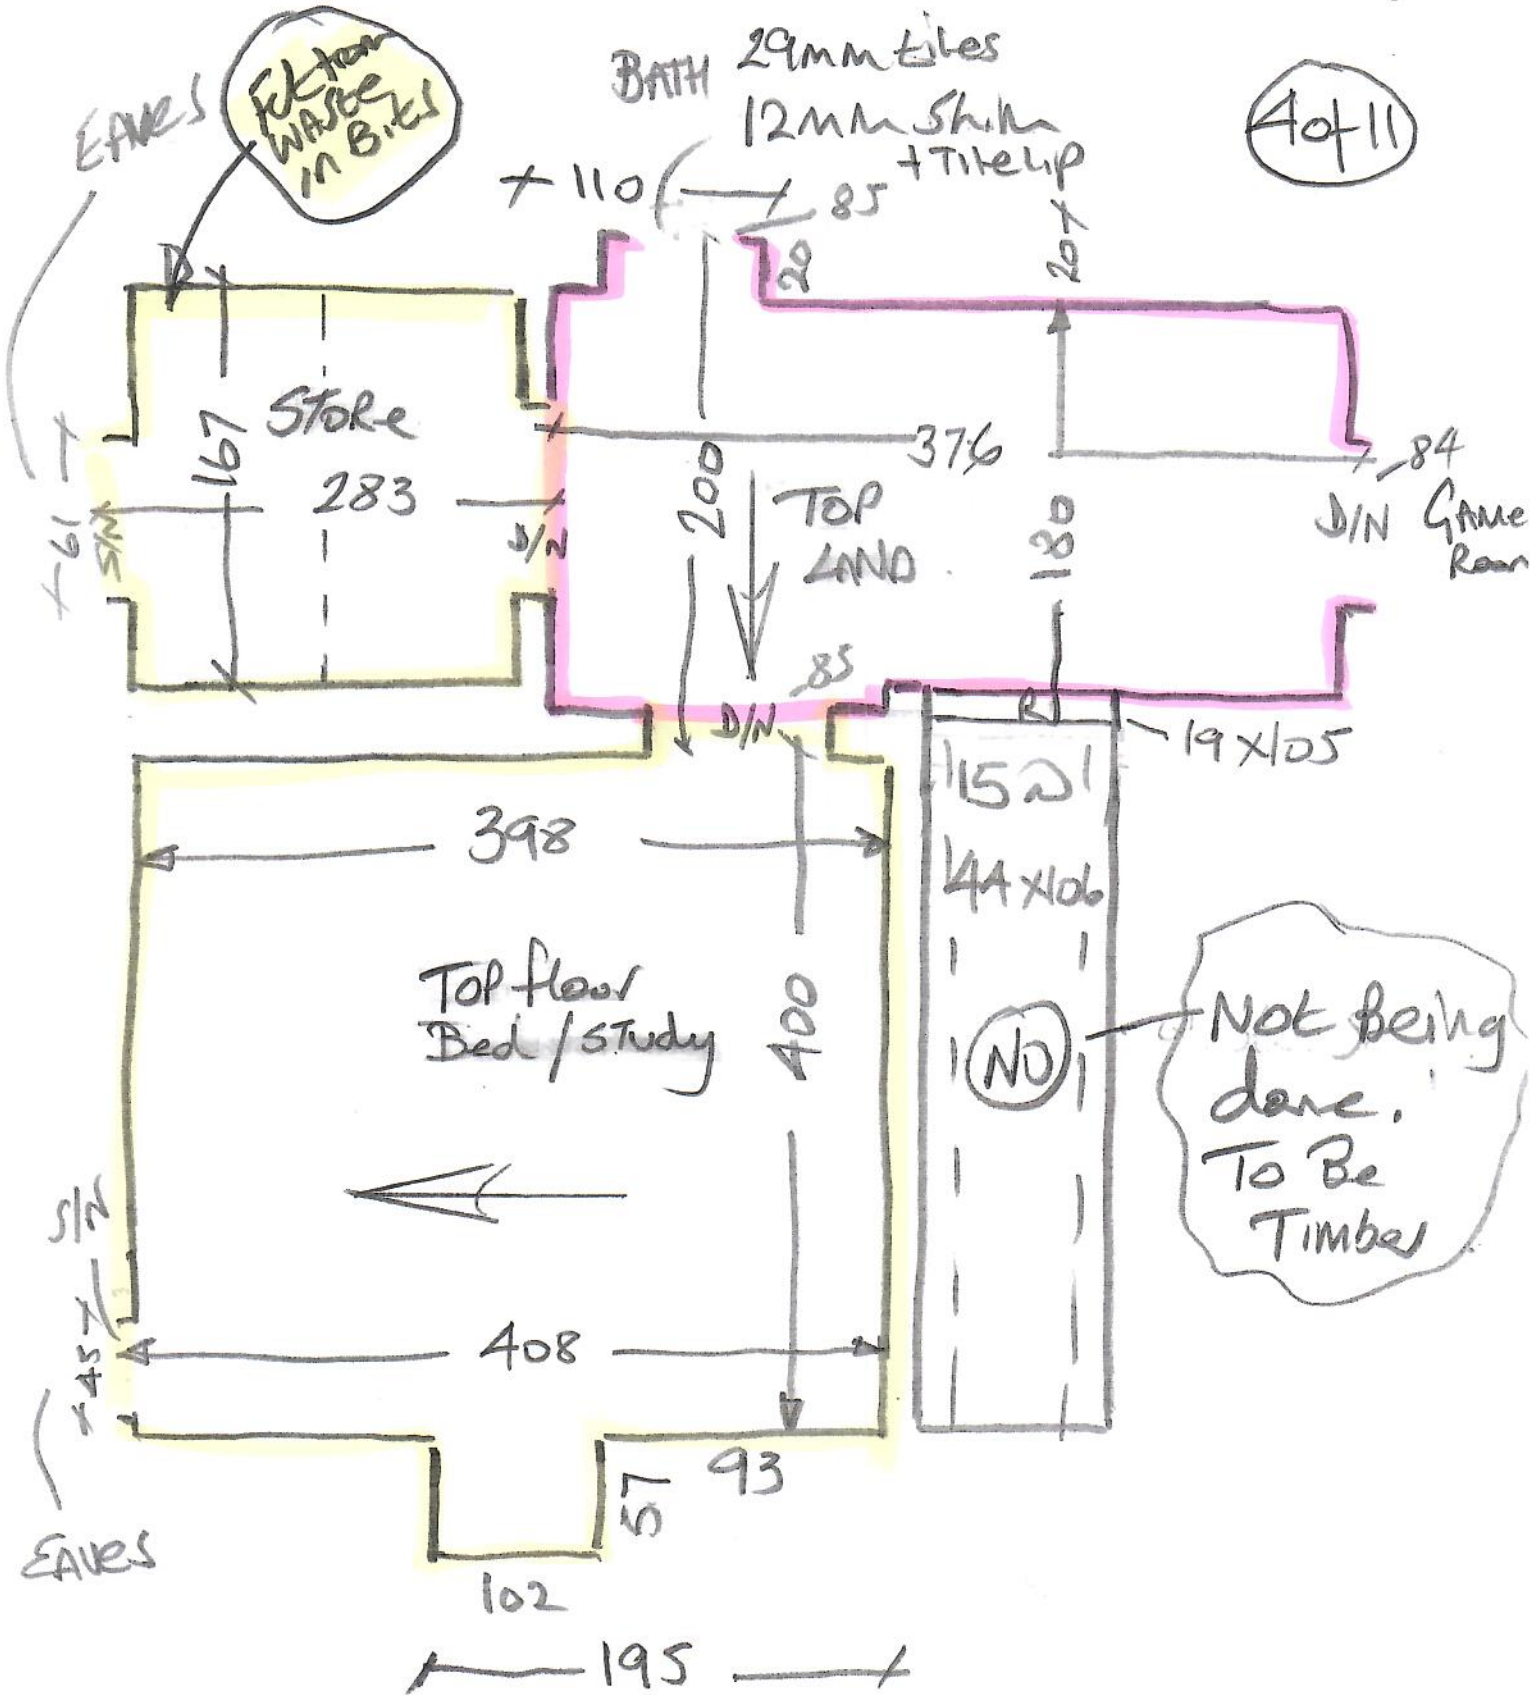 BATH
29mm tiles
12mm Shim
+ Tile Lip
4 of 11
EAVES
Fit from
WASTE
IN Bits
110
85
20
20
STORE
167
283
D/N
61
S/N
376
200
TOP
LAND
180
84
D/N
GAME
Room
85
D/N
R
19 X 105
15
44 X 106
398
TOP floor
Bed/Study
400
NO
Not Being
done.
To Be
Timber
S/N
45
408
93
57
EAVES
102
195